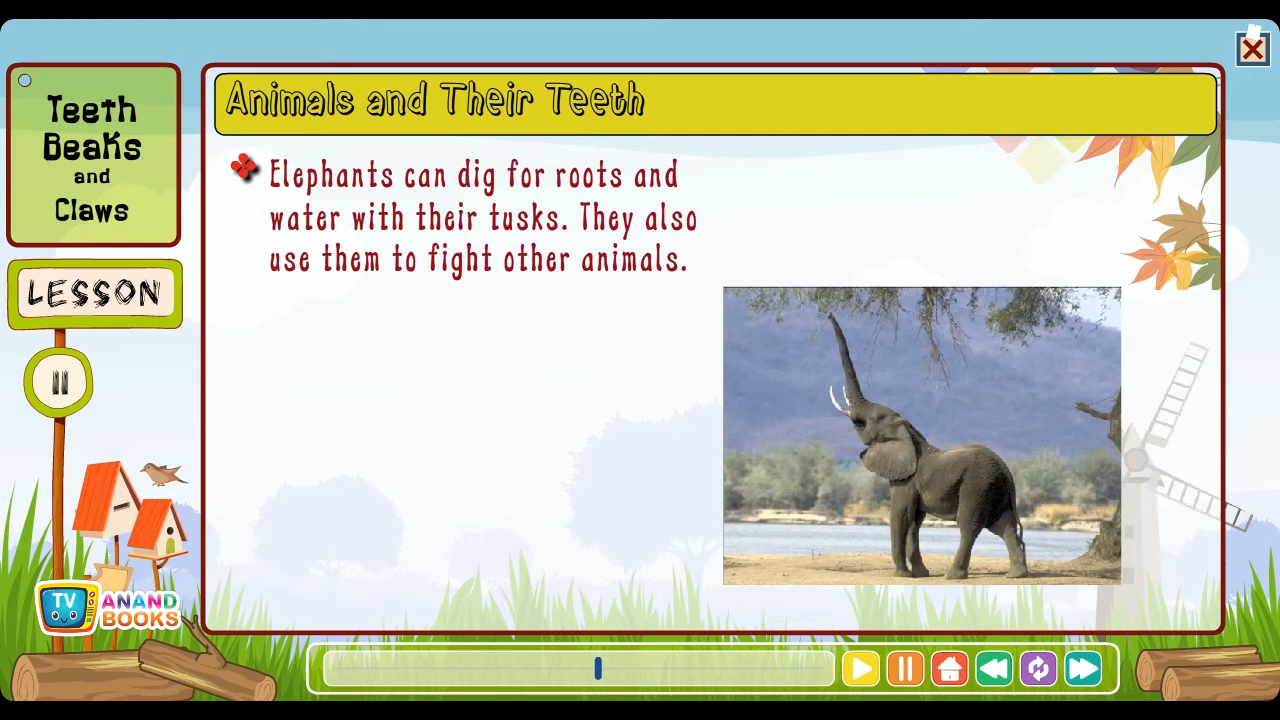 Teeth
Beaks
and
Claws
LESSON
11
Animals and Their Teeth
Elephants can dig for roots and
water with their tusks. They also
use them to fight other animals.
TV
ANAND
BOOKS